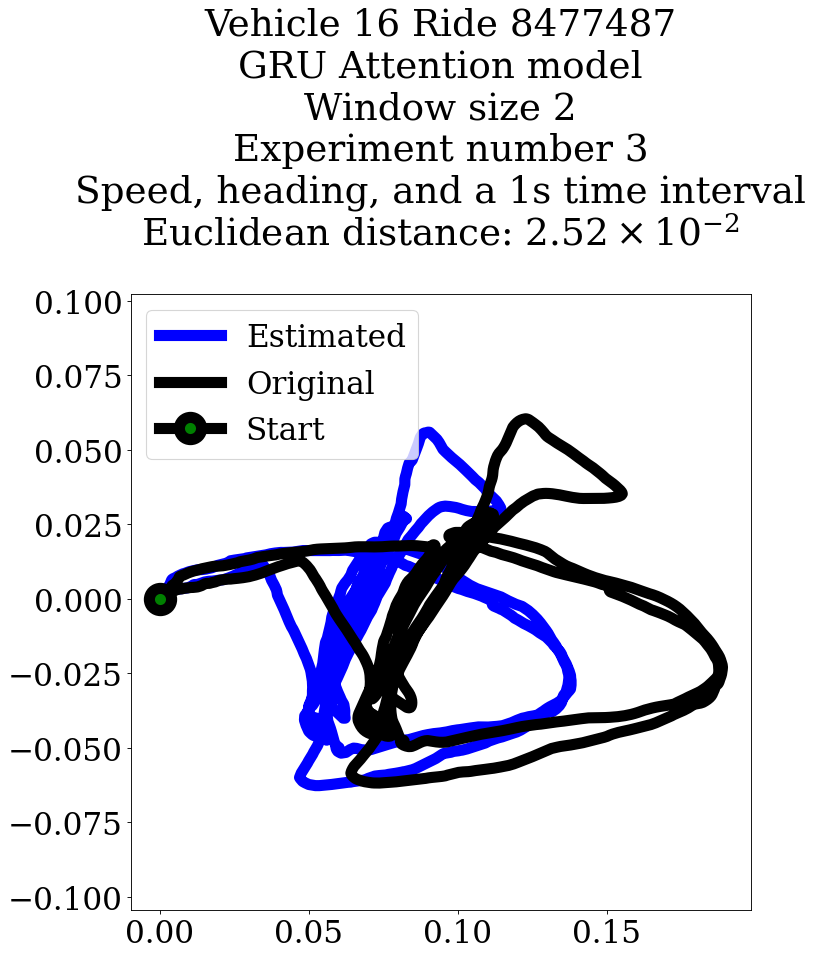 Vehicle 16 Ride 8477487
GRU Attention model
Window size 2
Experiment number 3
Speed, heading, and a 1s time interval
Euclidean distance: 2.52 × 10⁻²
Estimated
Original
Start
0.100
0.075
0.050
0.025
0.000
−0.025
−0.050
−0.075
−0.100
0.00 0.05 0.10 0.15